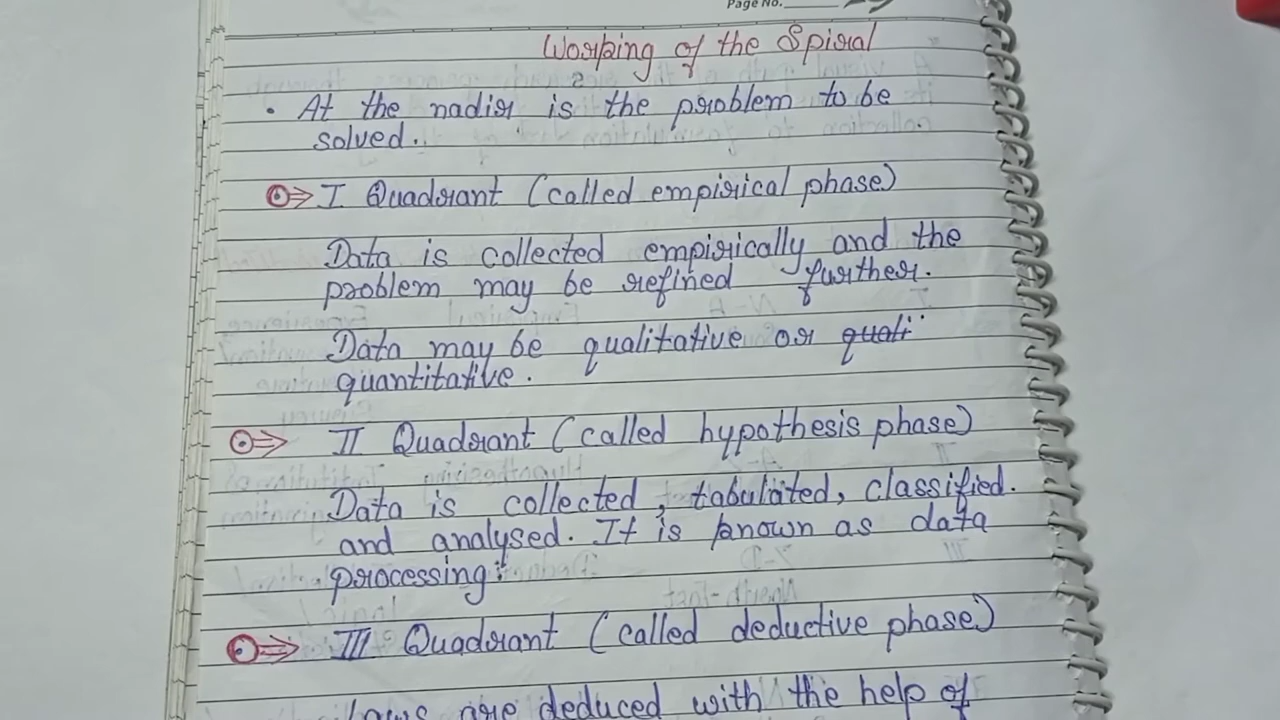 Page No.
Working of the Spiral
• At the nadir is the problem to be
solved.
⊙⇒ I Quadrant (called empirical phase)
Data is collected empirically and the
problem may be refined further.
Data may be qualitative or quali
quantitative.
⊙⇒ II Quadrant (called hypothesis phase)
Data is collected, tabulated, classified.
and analysed. It is known as data
processing.
⊙⇒ III Quadrant (called deductive phase)
laws are deduced with the help of